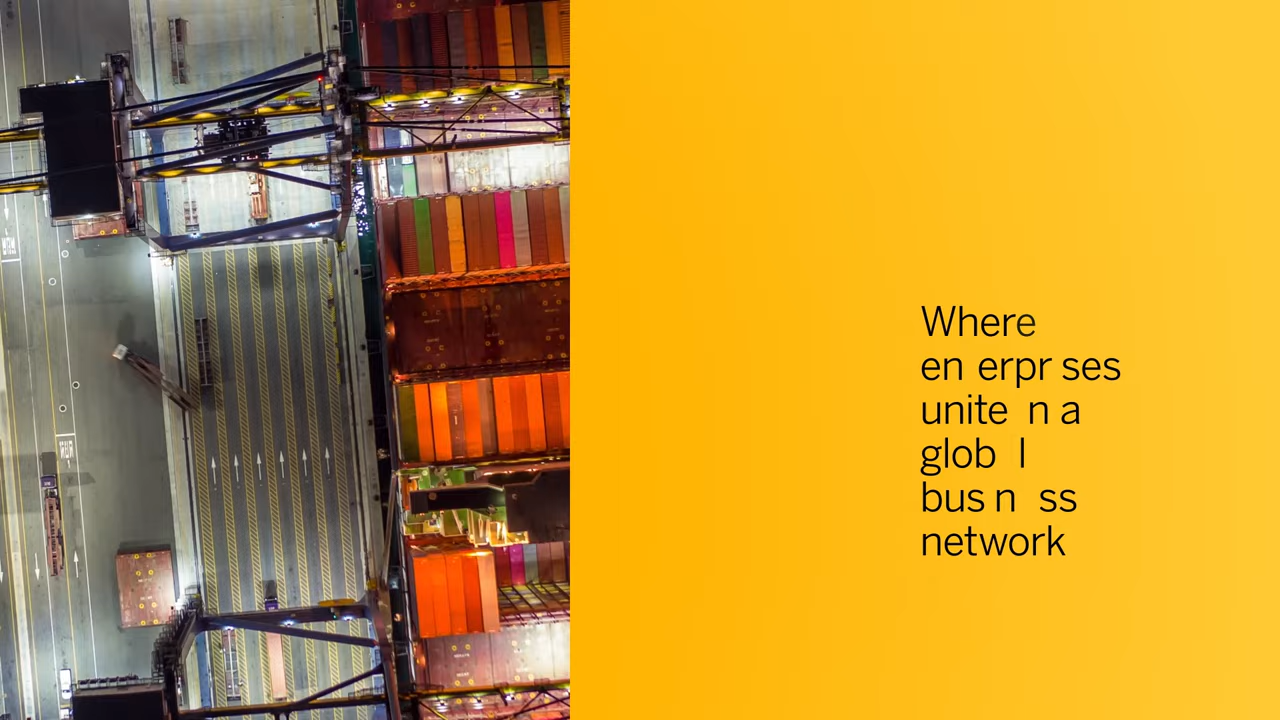 Where
en erpr ses
unite n a
glob l
bus n ss
network